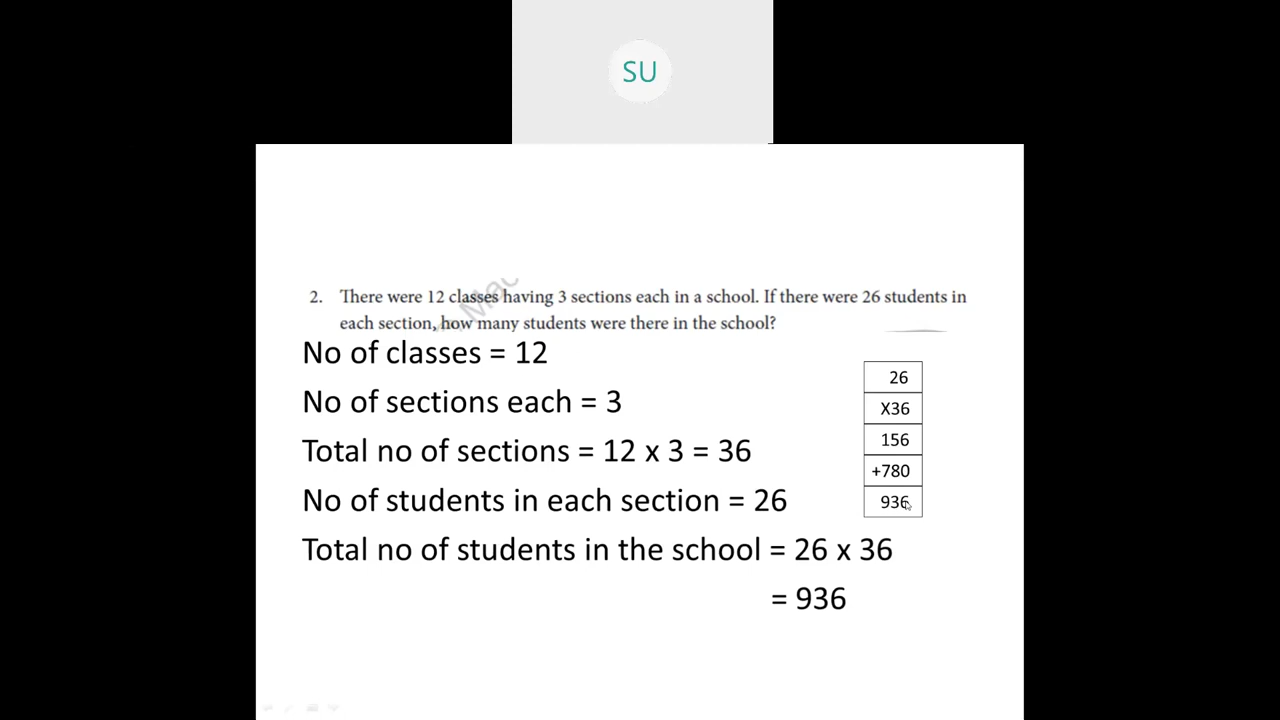 SU
2. There were 12 classes having 3 sections each in a school. If there were 26 students in
each section, how many students were there in the school?
No of classes = 12
No of sections each = 3
Total no of sections = 12 x 3 = 36
No of students in each section = 26
Total no of students in the school = 26 x 36
= 936
26
X36
156
+780
936